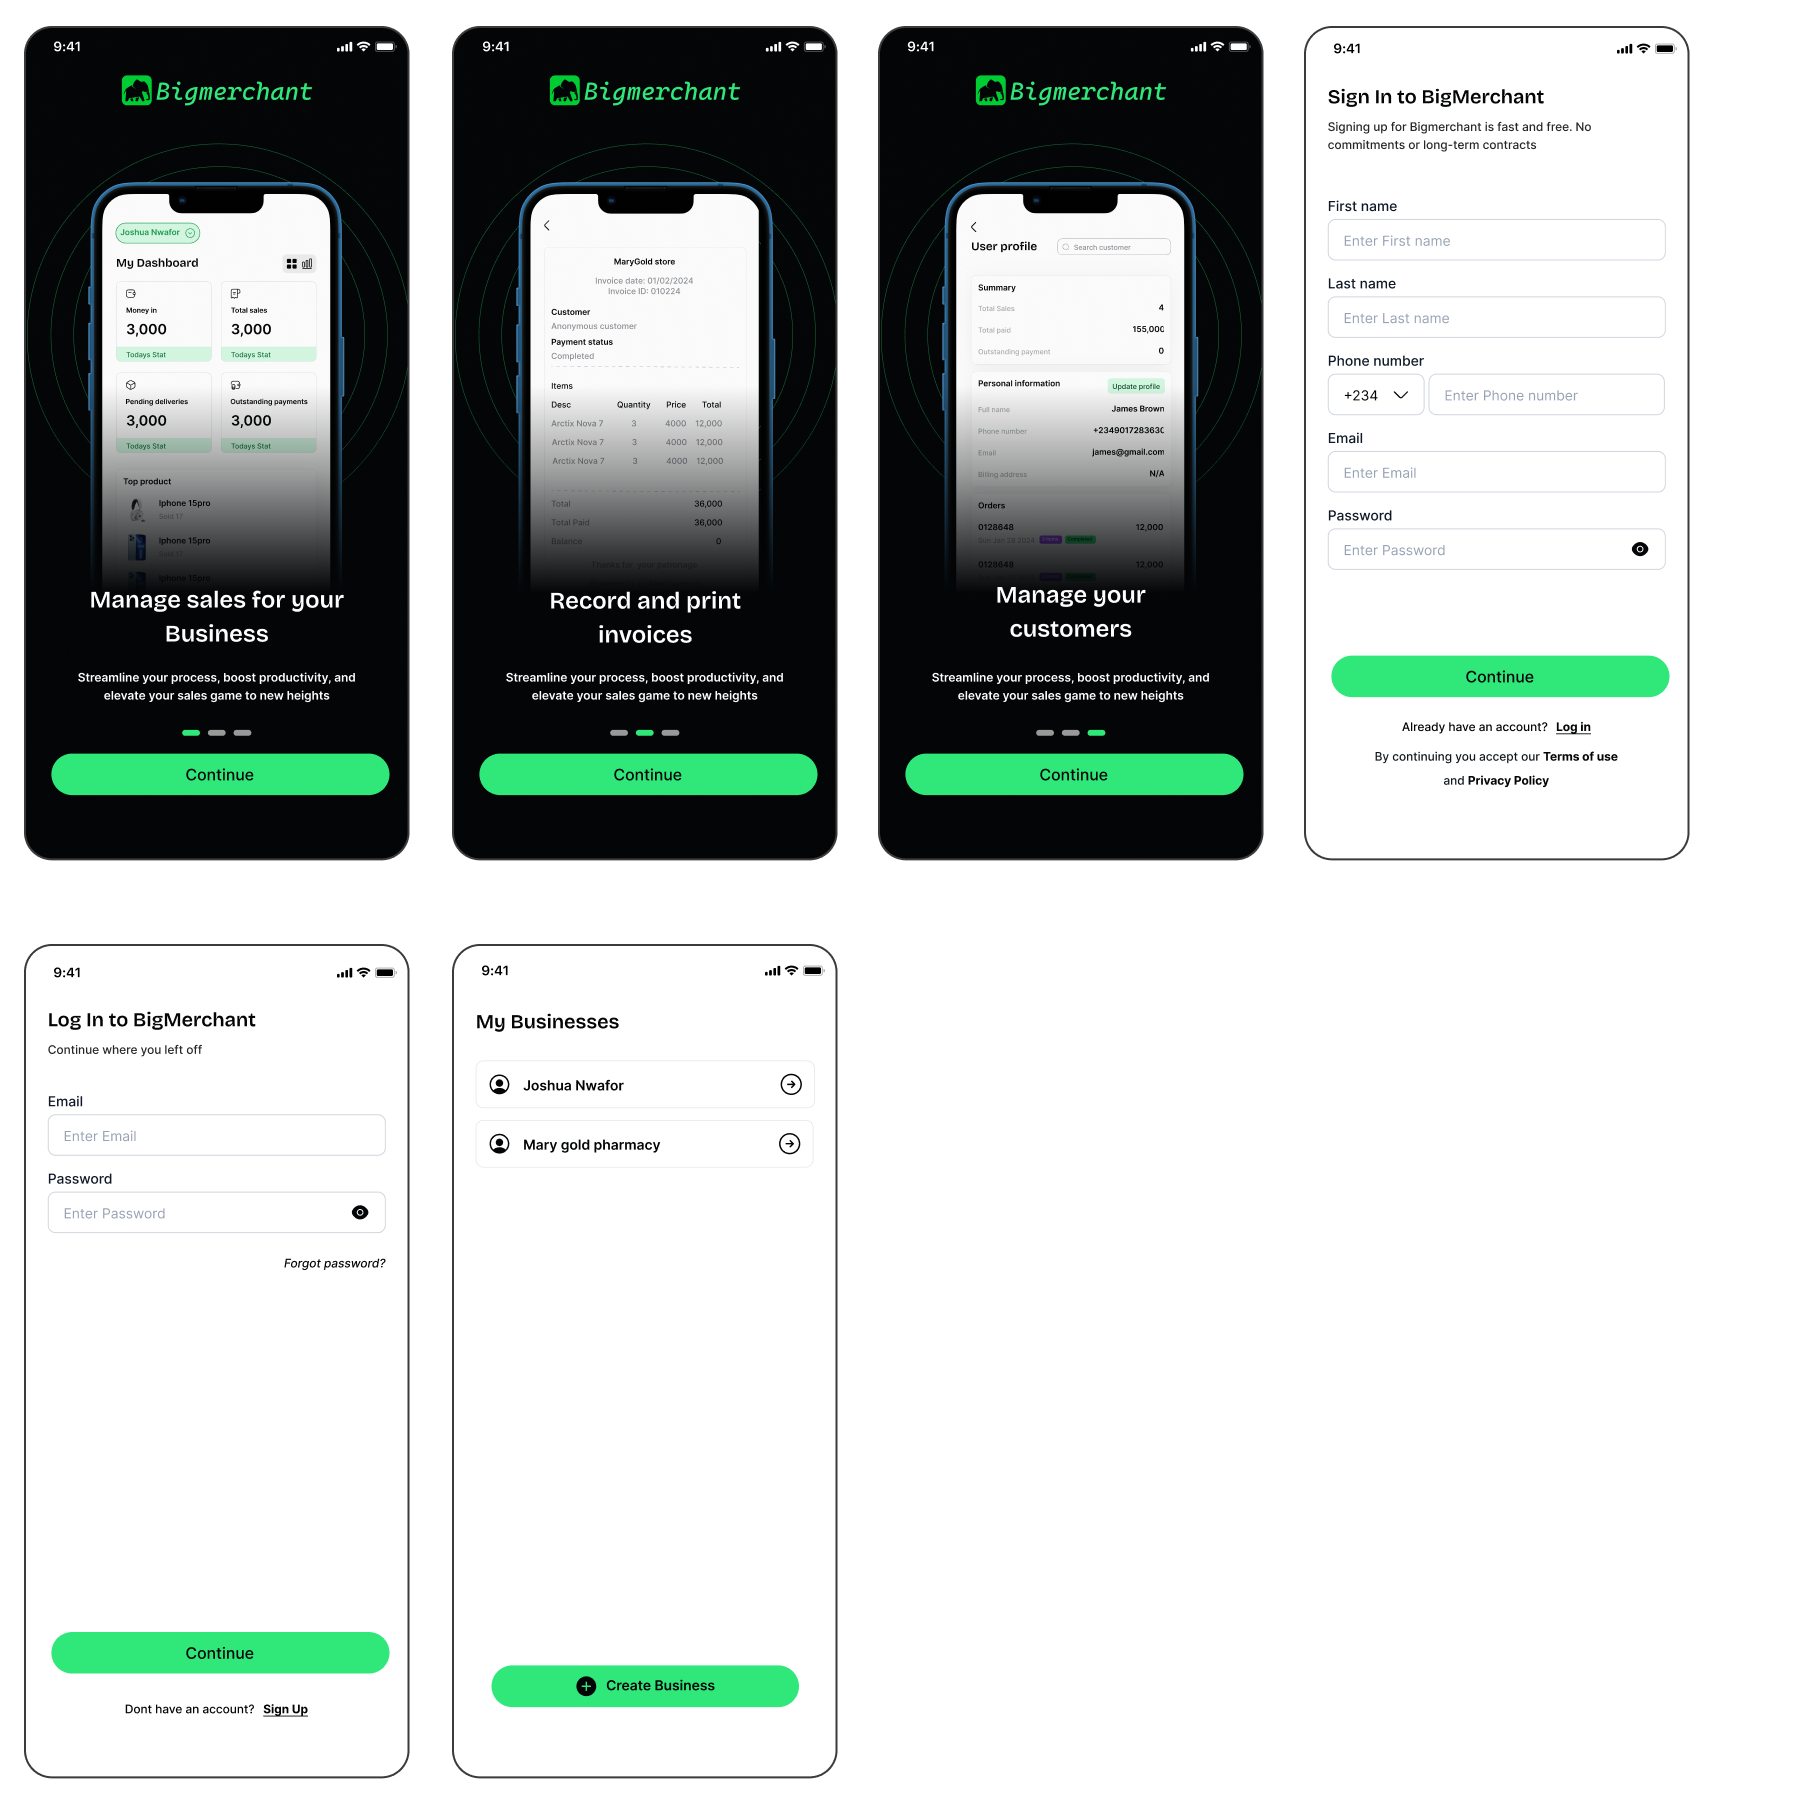 9:41
Bigmerchant
Joshua Nwafor
My Dashboard
Money in
3,000
Todays Stat
Total sales
3,000
Todays Stat
Pending deliveries
3,000
Todays Stat
Outstanding payments
3,000
Todays Stat
Top product
Iphone 15pro
Sold 17
Iphone 15pro
Sold 17
Iphone 15pro
Manage sales for your
Business
Streamline your process, boost productivity, and
elevate your sales game to new heights
Continue
9:41
Bigmerchant
MaryGold store
Invoice date: 01/02/2024
Invoice ID: 010224
Customer
Anonymous customer
Payment status
Completed
Items
Desc Quantity Price Total
Arctix Nova 7 3 4000 12,000
Arctix Nova 7 3 4000 12,000
Arctix Nova 7 3 4000 12,000
Total 36,000
Total Paid 36,000
Balance 0
Thanks for your patronage
Record and print
invoices
Streamline your process, boost productivity, and
elevate your sales game to new heights
Continue
9:41
Bigmerchant
User profile
Search customer
Summary
Total Sales 4
Total paid 155,000
Outstanding payment 0
Personal information
Update profile
Full name James Brown
Phone number +2349017283630
Email james@gmail.com
Billing address N/A
Orders
0128648 12,000
Sun Jan 28 2024
0128648 12,000
Manage your
customers
Streamline your process, boost productivity, and
elevate your sales game to new heights
Continue
9:41
Sign In to BigMerchant
Signing up for Bigmerchant is fast and free. No
commitments or long-term contracts
First name
Enter First name
Last name
Enter Last name
Phone number
+234
Enter Phone number
Email
Enter Email
Password
Enter Password
Continue
Already have an account? Log in
By continuing you accept our Terms of use
and Privacy Policy
9:41
Log In to BigMerchant
Continue where you left off
Email
Enter Email
Password
Enter Password
Forgot password?
Continue
Dont have an account? Sign Up
9:41
My Businesses
Joshua Nwafor
Mary gold pharmacy
Create Business